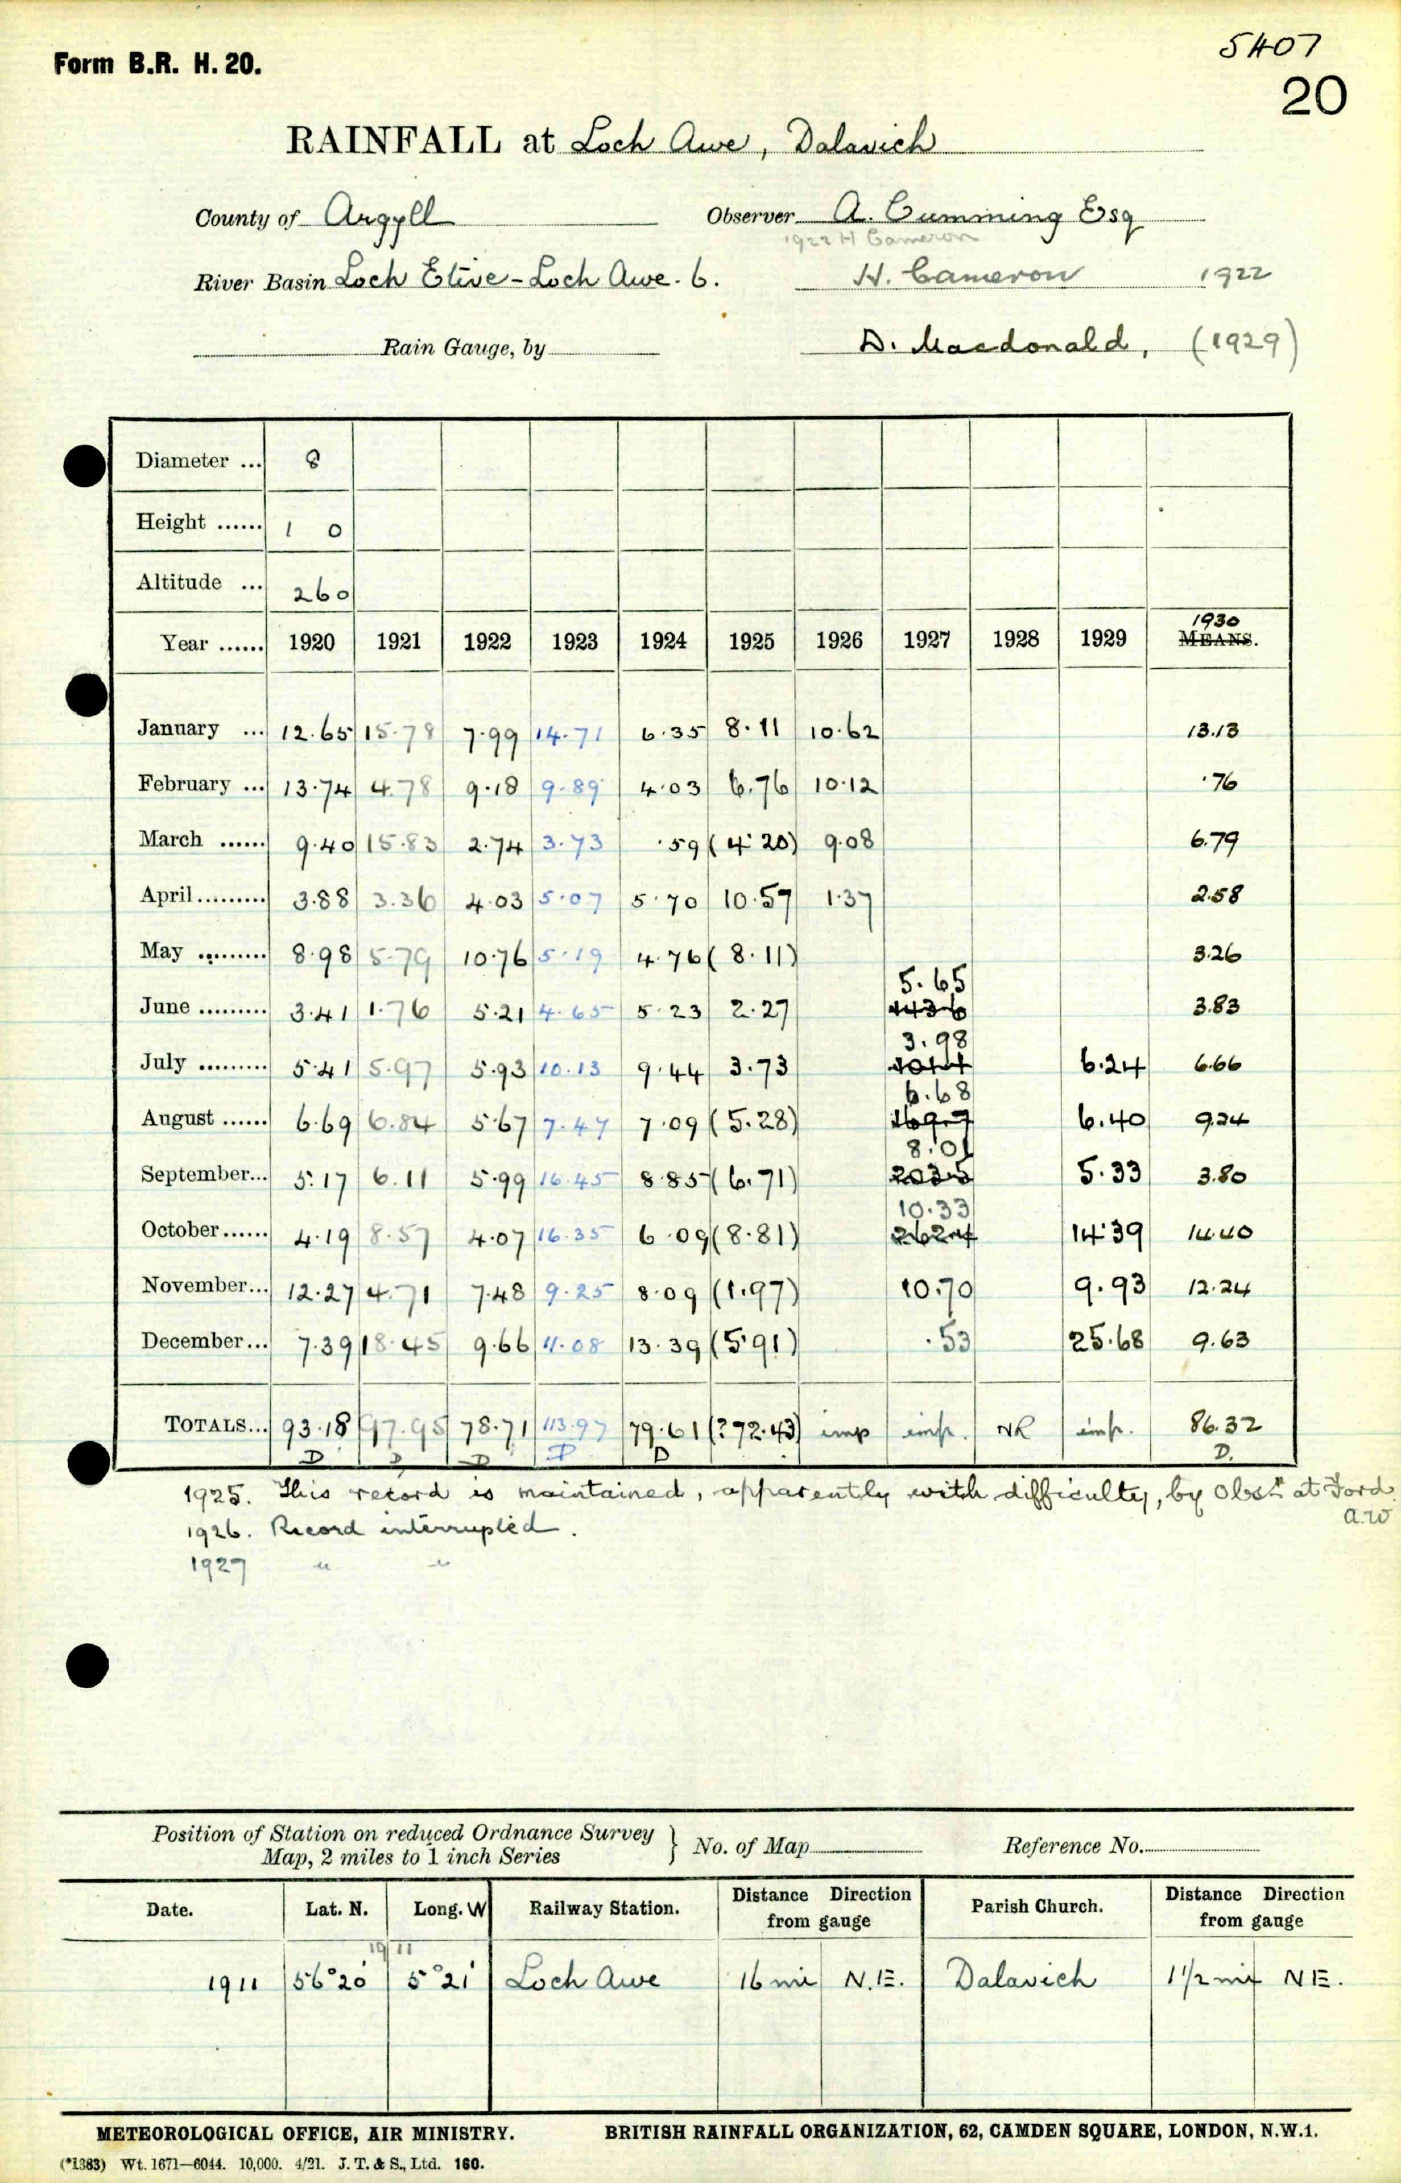 5407
Form B.R. H. 20.
20
RAINFALL at Loch Awe, Dalavich
County of Argyll Observer A. Cumming Esq
1922 H Cameron
River Basin Loch Etive - Loch Awe. 6. H. Cameron 1922
Rain Gauge, by D. Macdonald, (1929)
Diameter ... 8
Height ...... 1 0
Altitude ... 260
1930
Year ...... 1920 1921 1922 1923 1924 1925 1926 1927 1928 1929 MEANS.
January ... 12.65 15.78 7.99 14.71 6.35 8.11 10.62 13.13
February ... 13.74 4.78 9.18 9.89 4.03 6.76 10.12 .76
March ...... 9.40 15.83 2.74 3.73 .59 (4.20) 9.08 6.79
April ......... 3.88 3.36 4.03 5.07 5.70 10.57 1.37 2.58
May ......... 8.98 5.79 10.76 5.19 4.76 (8.11) 3.26
5.65
June ......... 3.41 1.76 5.21 4.65 5.23 2.27 1436 3.83
3.98
July ......... 5.41 5.97 5.93 10.13 9.44 3.73 6.24 6.66
6.68
August ...... 6.69 6.84 5.67 7.47 7.09 (5.28) 1697 6.40 9.24
8.01
September... 5.17 6.11 5.99 16.45 8.85 (6.71) 2035 5.33 3.80
10.33
October ...... 4.19 8.57 4.07 16.35 6.09 (8.81) 2624 14.39 14.40
November... 12.27 4.71 7.48 9.25 8.09 (1.97) 10.70 9.93 12.24
December... 7.39 18.45 9.66 11.08 13.39 (5.91) .53 25.68 9.63
TOTALS... 93.18 97.95 78.71 113.97 79.61 (?72.43) imp imp. NR imp. 86.32
D D D D D D.
1925. This record is maintained, apparently with difficulty, by Obsr at Ford.
A.W
1926. Record interrupted.
1927 " "
Position of Station on reduced Ordnance Survey
Map, 2 miles to 1 inch Series } No. of Map Reference No.
Date. Lat. N. Long. W Railway Station. Distance Direction from gauge Parish Church. Distance Direction from gauge
1911
1911 56°20' 5°21' Loch Awe 16 mi N.E. Dalavich 1 1/2 mi NE.
METEOROLOGICAL OFFICE, AIR MINISTRY. BRITISH RAINFALL ORGANIZATION, 62, CAMDEN SQUARE, LONDON, N.W.1.
(*1383) Wt. 1671—6044. 10,000. 4/21. J. T. & S., Ltd. 160.